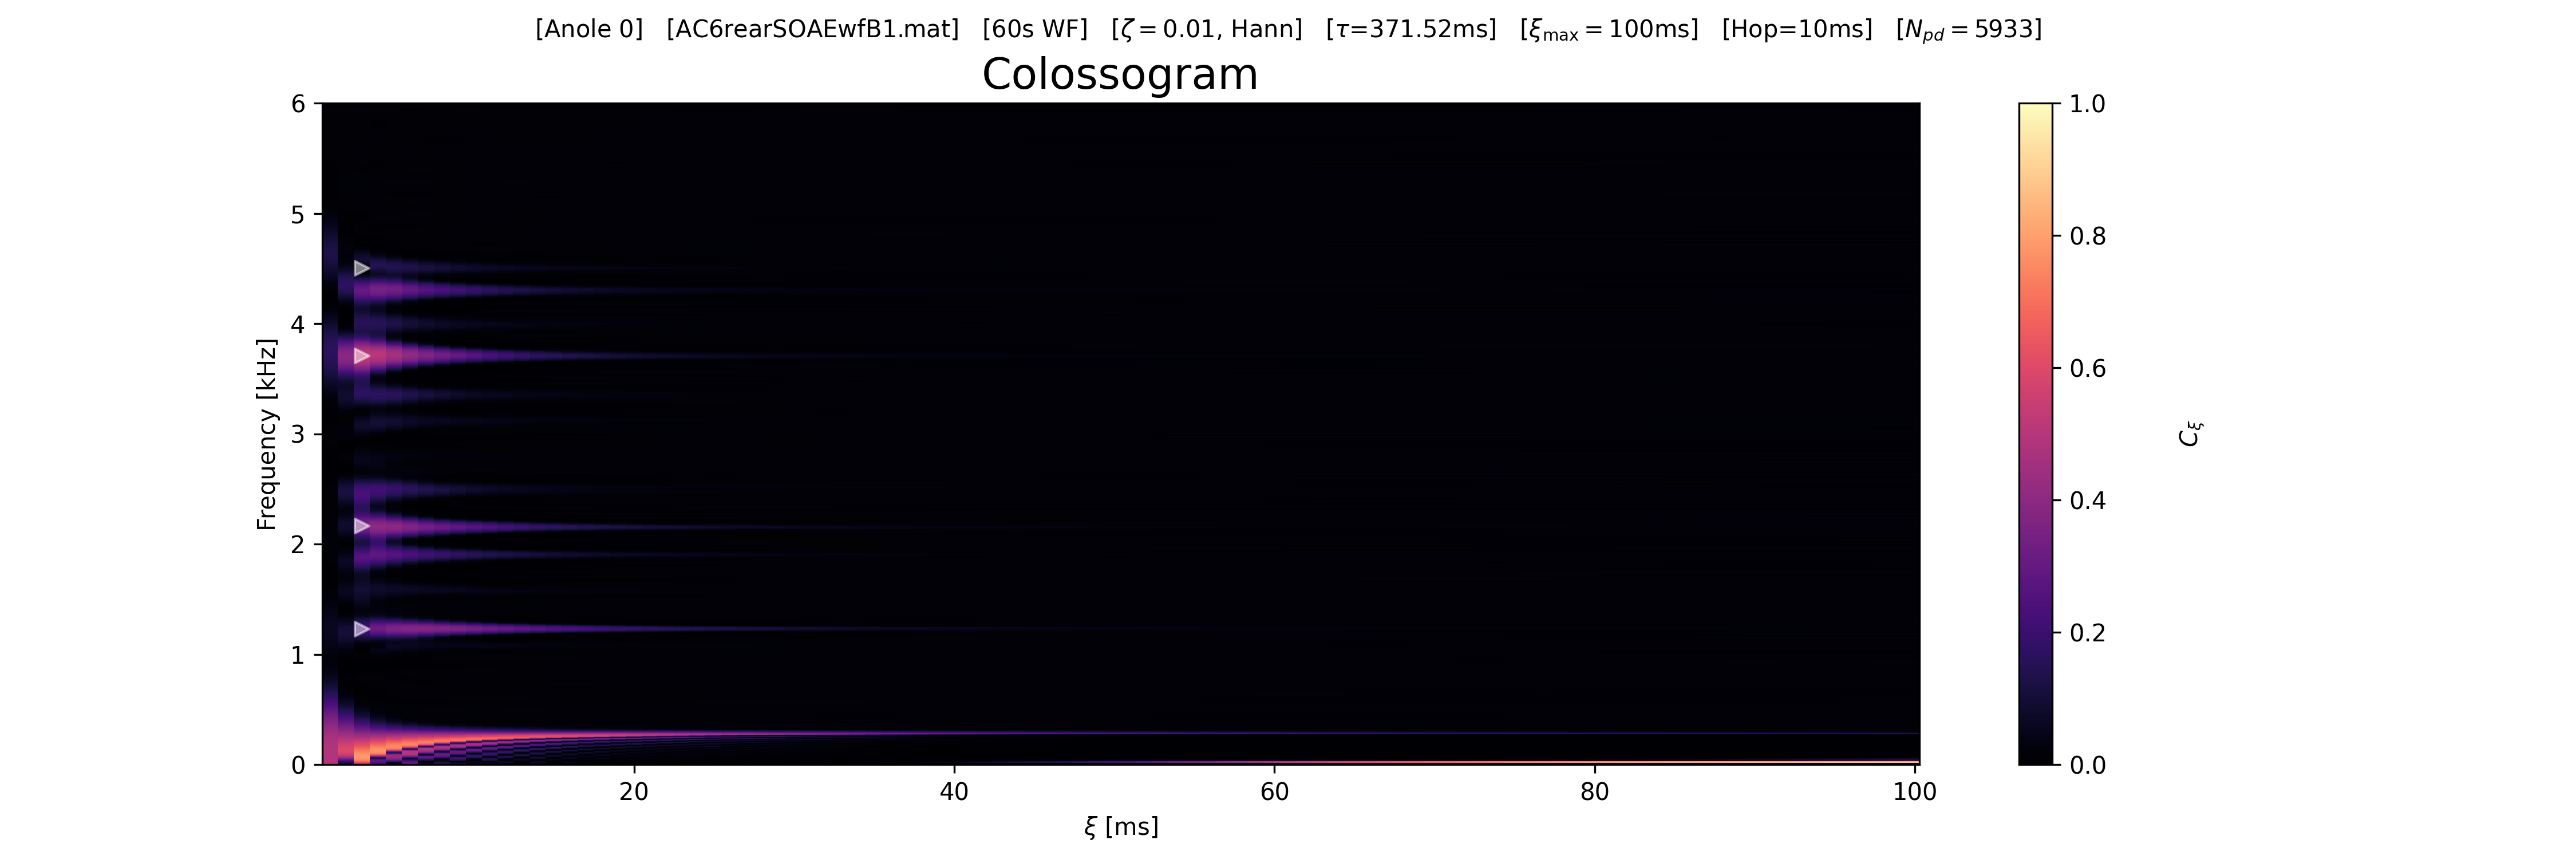 [Anole 0] [AC6rearSOAEwfB1.mat] [60s WF] [ζ = 0.01, Hann] [τ=371.52ms] [ξmax = 100ms] [Hop=10ms] [Npd = 5933]
Colossogram
6
5
4
3
2
1
0
Frequency [kHz]
20 40 60 80 100
ξ [ms]
1.0
0.8
0.6
0.4
0.2
0.0
Cξ